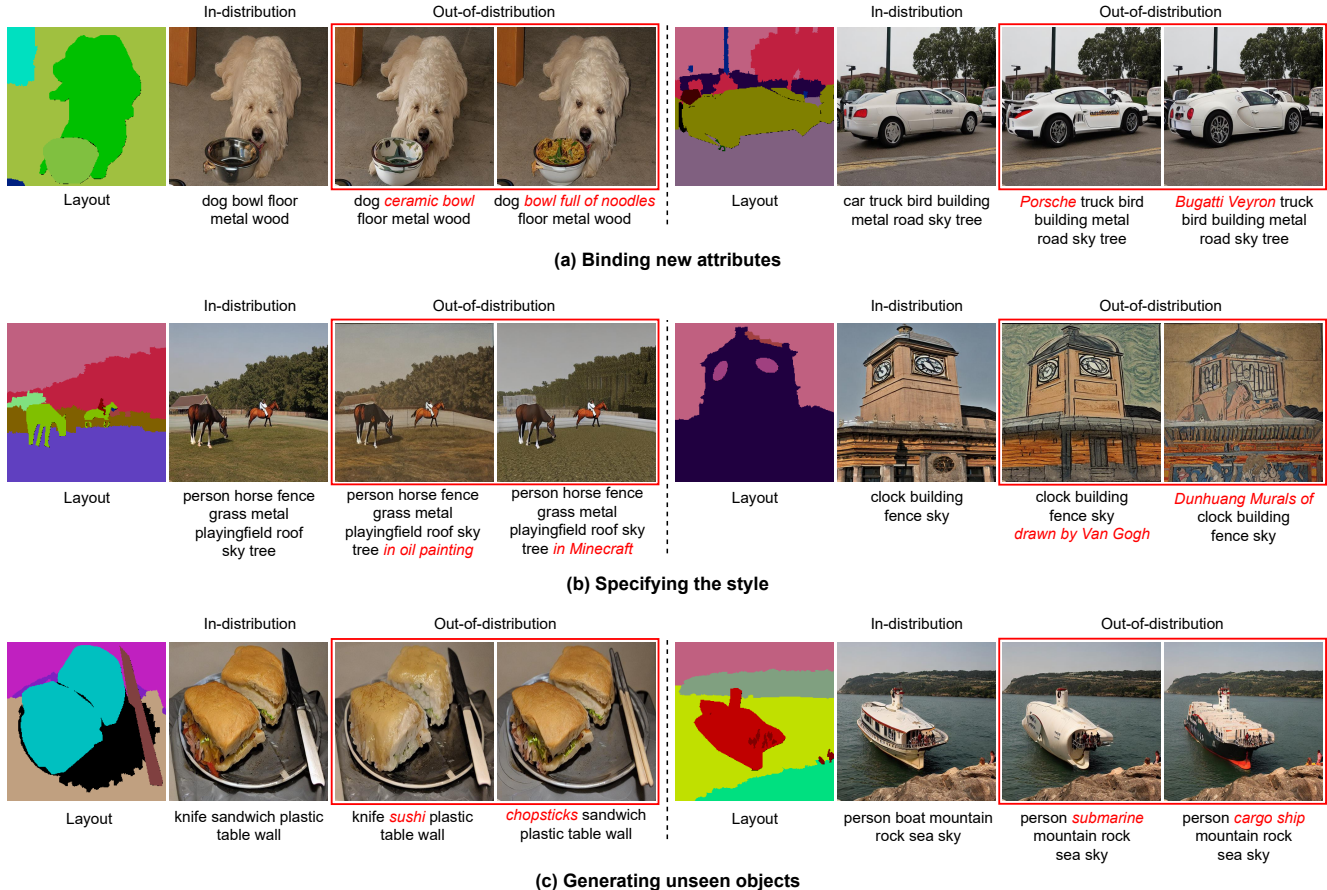 In-distribution
Out-of-distribution
In-distribution
Out-of-distribution
Layout
dog bowl floor
metal wood
dog ceramic bowl
floor metal wood
dog bowl full of noodles
floor metal wood
Layout
car truck bird building
metal road sky tree
Porsche truck bird
building metal
road sky tree
Bugatti Veyron truck
bird building metal
road sky tree
(a) Binding new attributes
In-distribution
Out-of-distribution
In-distribution
Out-of-distribution
Layout
person horse fence
grass metal
playingfield roof
sky tree
person horse fence
grass metal
playingfield roof sky
tree in oil painting
person horse fence
grass metal
playingfield roof sky
tree in Minecraft
Layout
clock building
fence sky
clock building
fence sky
drawn by Van Gogh
Dunhuang Murals of
clock building
fence sky
(b) Specifying the style
In-distribution
Out-of-distribution
In-distribution
Out-of-distribution
Layout
knife sandwich plastic
table wall
knife sushi plastic
table wall
chopsticks sandwich
plastic table wall
Layout
person boat mountain
rock sea sky
person submarine
mountain rock
sea sky
person cargo ship
mountain rock
sea sky
(c) Generating unseen objects